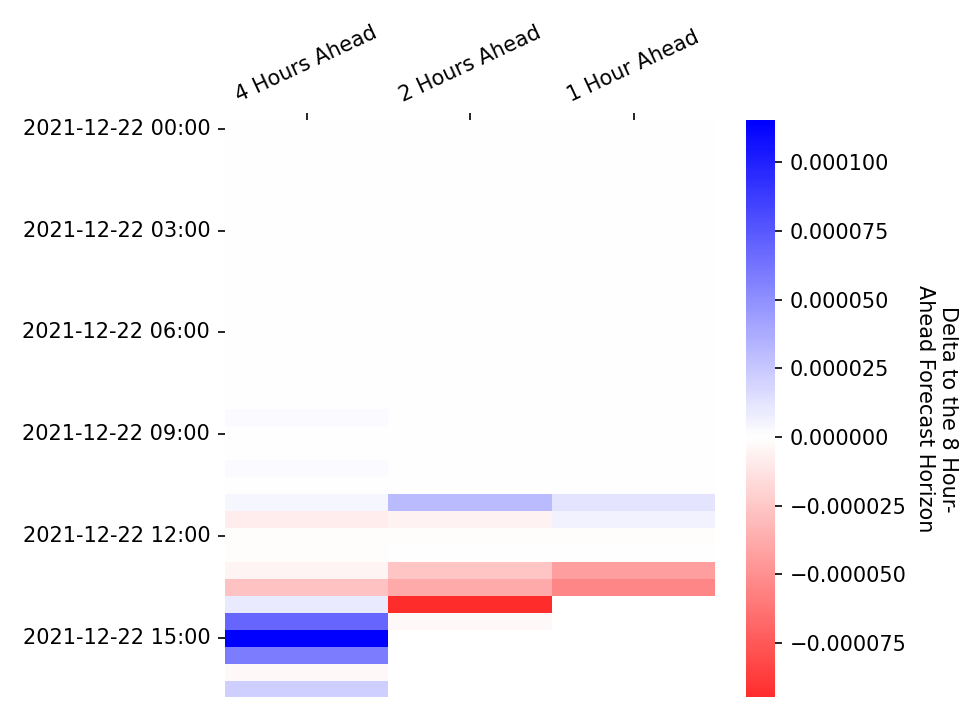 4 Hours Ahead
2 Hours Ahead
1 Hour Ahead
2021-12-22 00:00
2021-12-22 03:00
2021-12-22 06:00
2021-12-22 09:00
2021-12-22 12:00
2021-12-22 15:00
0.000100
0.000075
0.000050
0.000025
0.000000
−0.000025
−0.000050
−0.000075
Delta to the 8 Hour-
Ahead Forecast Horizon